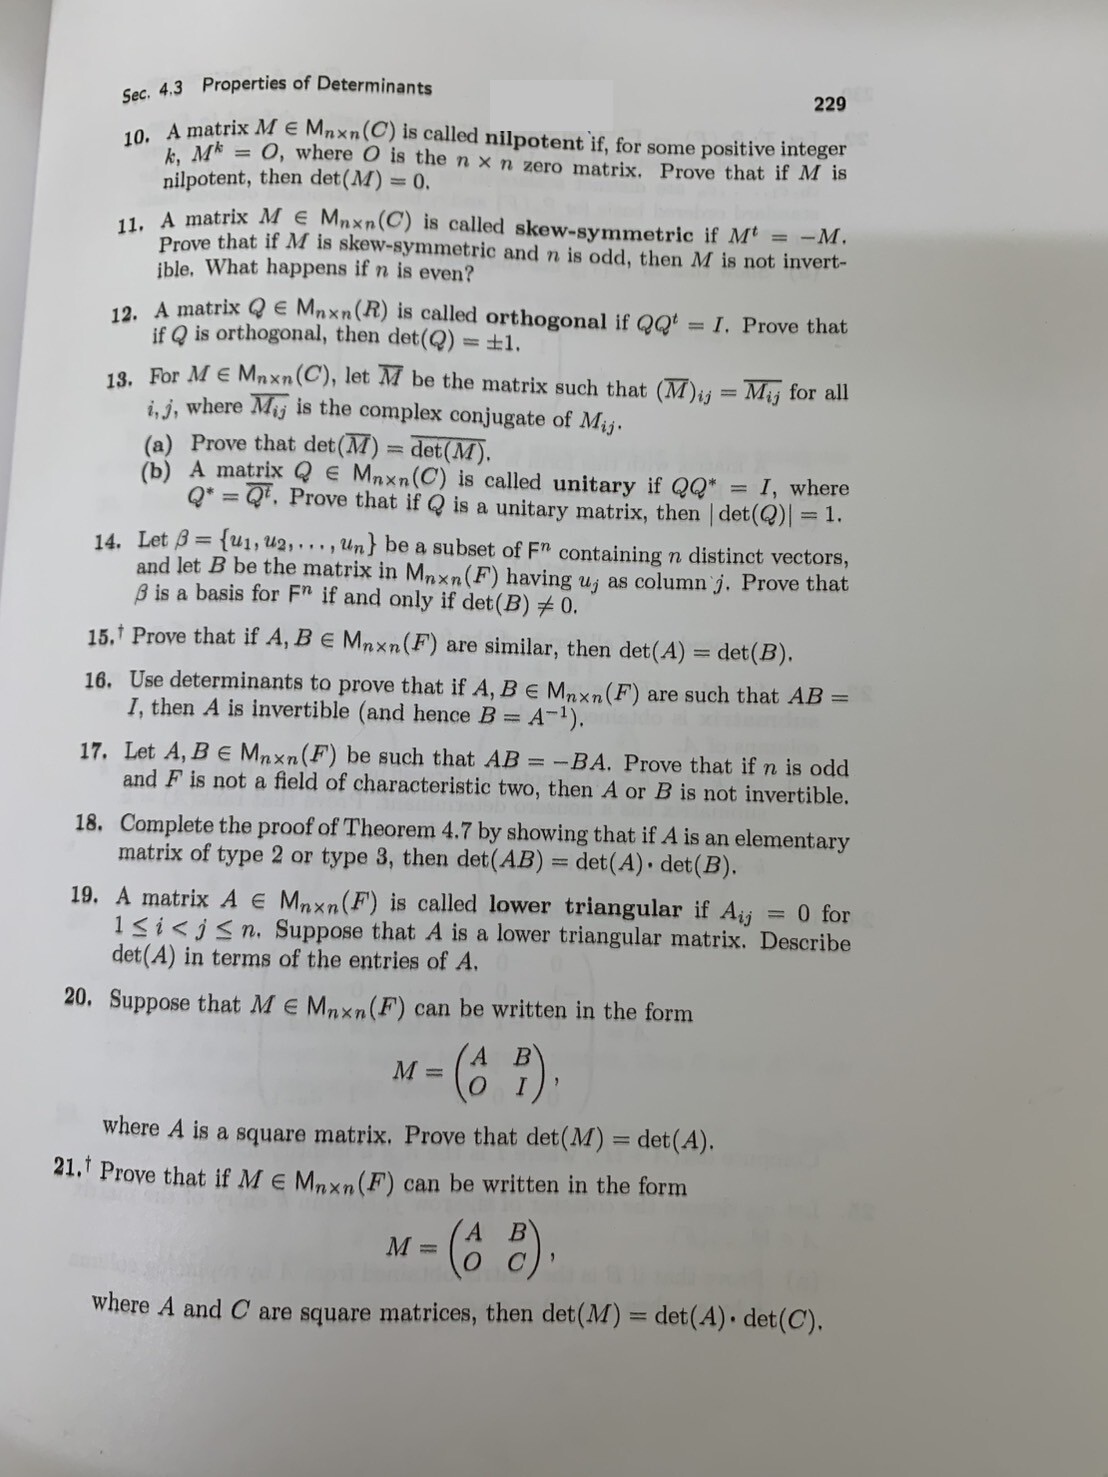 Sec. 4.3 Properties of Determinants
229
10. A matrix M ∈ Mn×n(C) is called nilpotent if, for some positive integer
k, M^k = O, where O is the n × n zero matrix. Prove that if M is
nilpotent, then det(M) = 0.
11. A matrix M ∈ Mn×n(C) is called skew-symmetric if M^t = −M.
Prove that if M is skew-symmetric and n is odd, then M is not invert-
ible. What happens if n is even?
12. A matrix Q ∈ Mn×n(R) is called orthogonal if QQ^t = I. Prove that
if Q is orthogonal, then det(Q) = ±1.
13. For M ∈ Mn×n(C), let M̅ be the matrix such that (M̅)ij = \overline{Mij} for all
i, j, where \overline{Mij} is the complex conjugate of Mij.
(a) Prove that det(M̅) = \overline{det(M)}.
(b) A matrix Q ∈ Mn×n(C) is called unitary if QQ* = I, where
Q* = \overline{Q^t}. Prove that if Q is a unitary matrix, then | det(Q)| = 1.
14. Let β = {u1, u2, . . . , un} be a subset of F^n containing n distinct vectors,
and let B be the matrix in Mn×n(F) having uj as column j. Prove that
β is a basis for F^n if and only if det(B) ≠ 0.
15.† Prove that if A, B ∈ Mn×n(F) are similar, then det(A) = det(B).
16. Use determinants to prove that if A, B ∈ Mn×n(F) are such that AB =
I, then A is invertible (and hence B = A^−1).
17. Let A, B ∈ Mn×n(F) be such that AB = −BA. Prove that if n is odd
and F is not a field of characteristic two, then A or B is not invertible.
18. Complete the proof of Theorem 4.7 by showing that if A is an elementary
matrix of type 2 or type 3, then det(AB) = det(A) · det(B).
19. A matrix A ∈ Mn×n(F) is called lower triangular if Aij = 0 for
1 ≤ i < j ≤ n. Suppose that A is a lower triangular matrix. Describe
det(A) in terms of the entries of A.
20. Suppose that M ∈ Mn×n(F) can be written in the form
M = (A B
O I),
where A is a square matrix. Prove that det(M) = det(A).
21.† Prove that if M ∈ Mn×n(F) can be written in the form
M = (A B
O C),
where A and C are square matrices, then det(M) = det(A) · det(C).